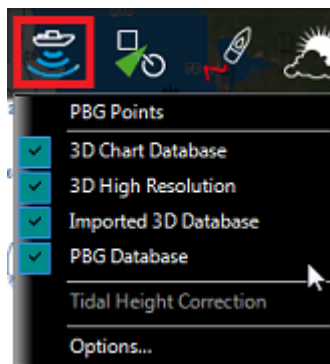 PBG Points
3D Chart Database
3D High Resolution
Imported 3D Database
PBG Database
Tidal Height Correction
Options...